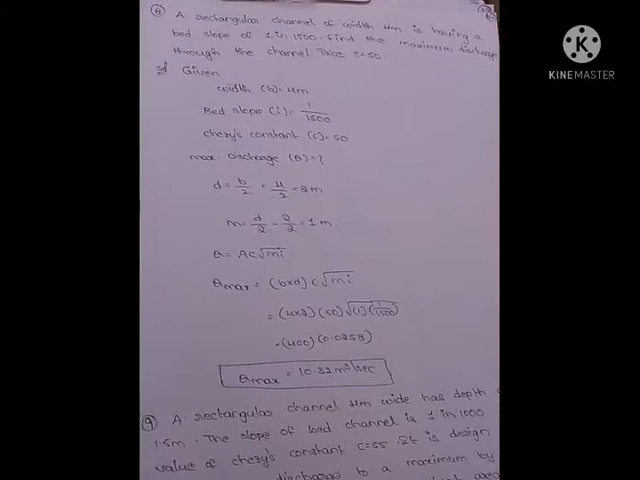 ⑧ A rectangular channel of width 4m is having a
bed slope of 1 in 1500. Find the maximum discharge
through the channel. Take C=50.
Given
width (b)=4m
Bed slope (i)= 1/1500
chezy's constant (c)=50
max. Discharge (Q)=?
d = b/2 = 4/2 = 2m
m = d/2 = 2/2 = 1m.
Q = AC√mi
Qmax = (b×d) C√mi
= (4×2) (50) √(1)(1/1500)
= (400) (0.0258)
Qmax = 10.32 m³/sec
⑨ A rectangular channel 4m wide has depth
1.5m. The slope of bed channel is 1 in 1000
value of chezy's constant C=55. It is design
discharge to a maximum by
KINEMASTER